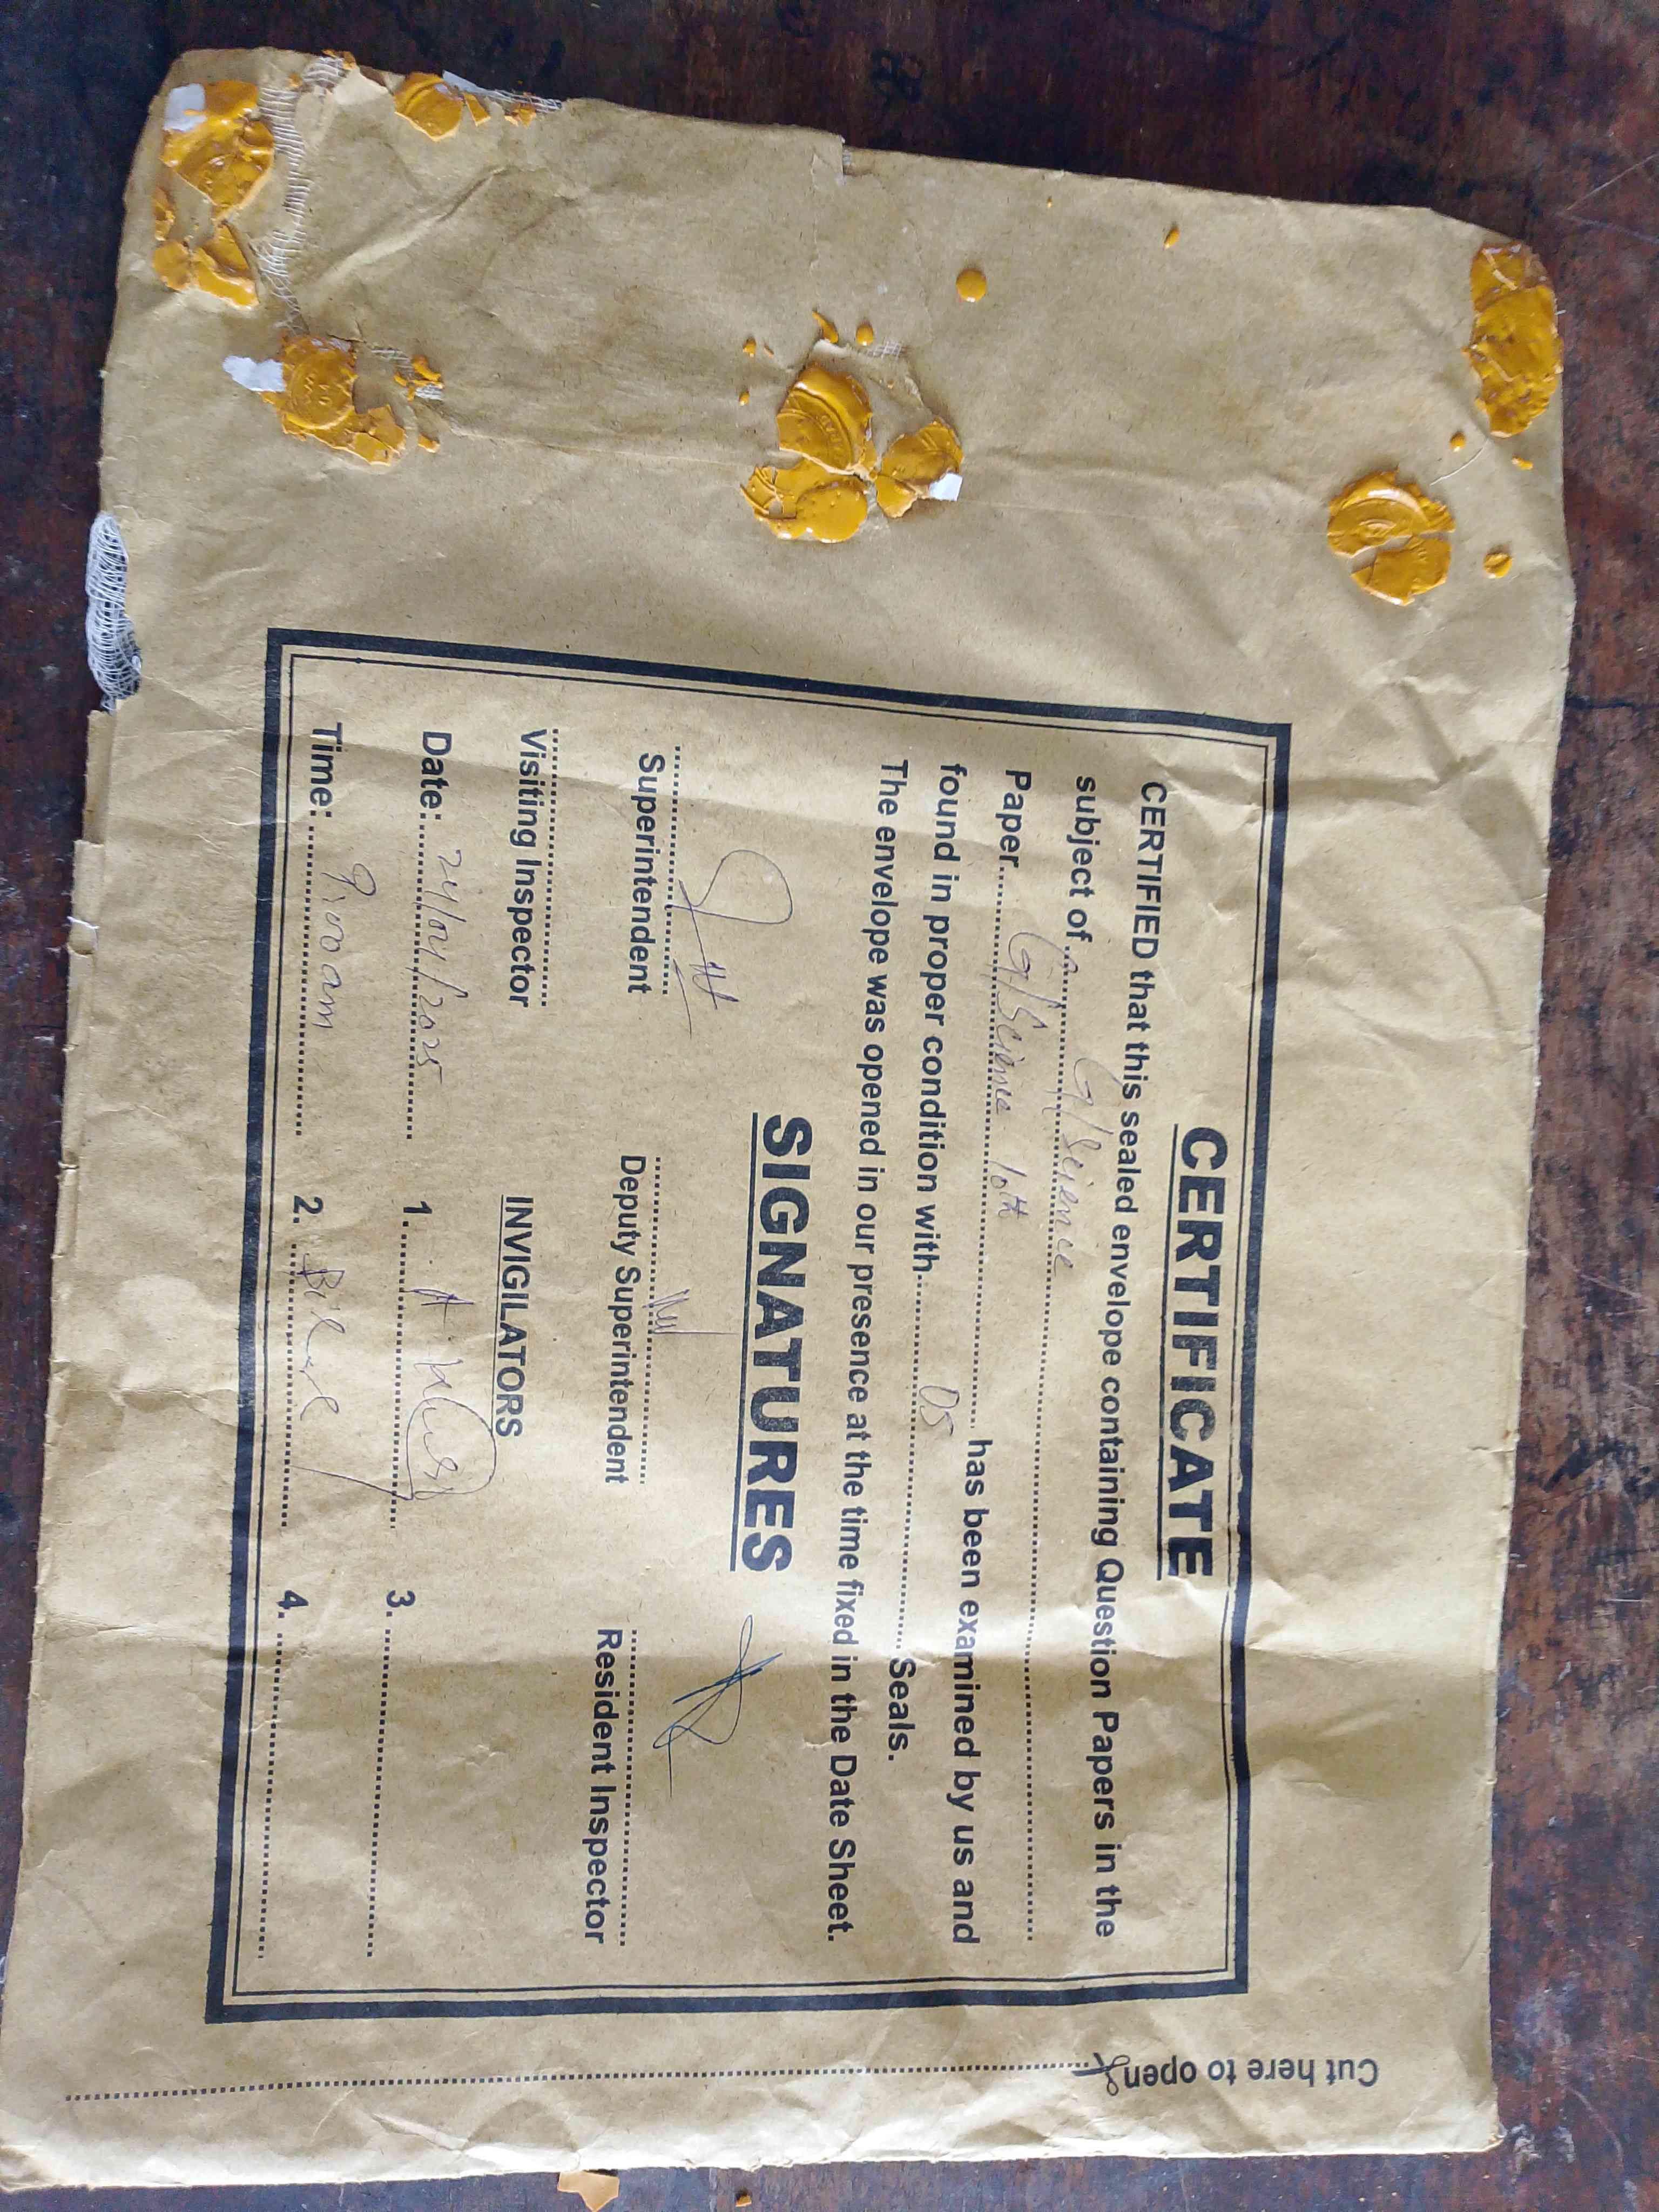 CERTIFICATE
CERTIFIED that this sealed envelope containing Question Papers in the
subject of G/Science
Paper G/Science 10th has been examined by us and
found in proper condition with 05 Seals.
The envelope was opened in our presence at the time fixed in the Date Sheet.
SIGNATURES
Superintendent Deputy Superintendent Resident Inspector
Visiting Inspector INVIGILATORS
Date: 24/04/2025 1. 3.
Time: 9:00 am 2. 4.
Cut here to open